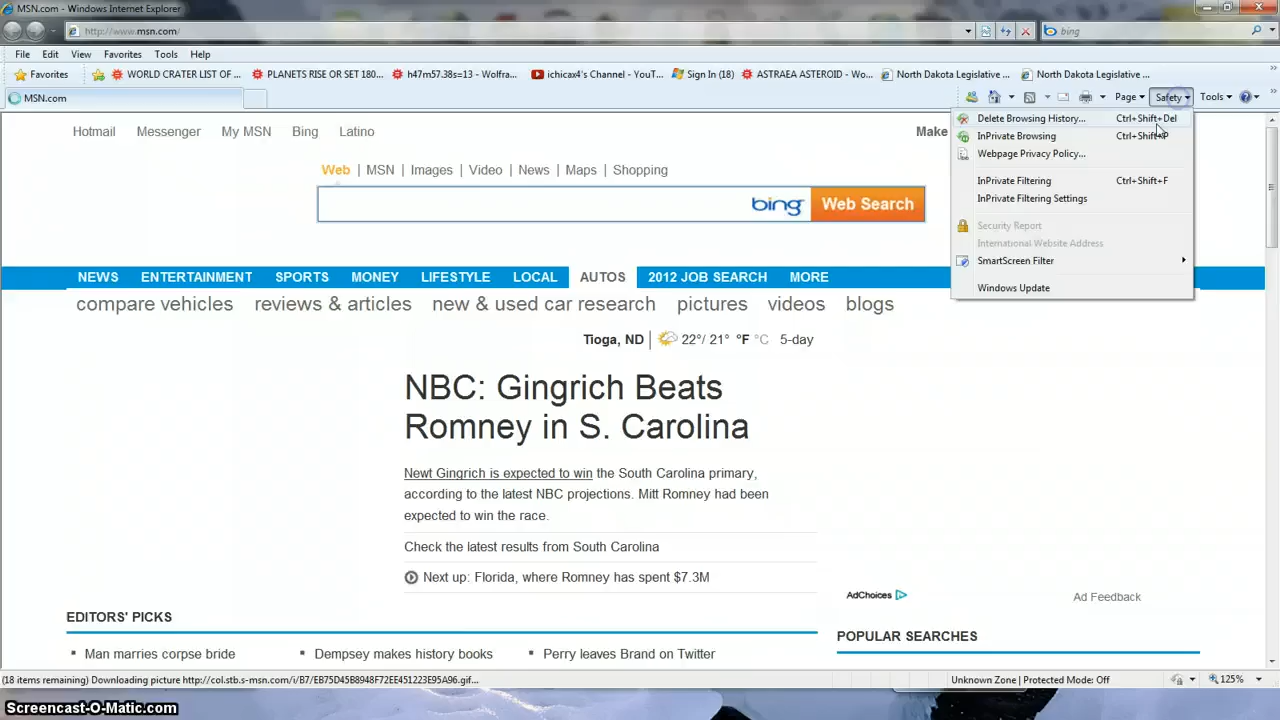 MSN.com - Windows Internet Explorer
http://www.msn.com/
bing
File Edit View Favorites Tools Help
Favorites WORLD CRATER LIST OF ... PLANETS RISE OR SET 180... h47m57.38s=13 - Wolfra... ichicax4's Channel - YouT... Sign In (18) ASTRAEA ASTEROID - Wo... North Dakota Legislative ... North Dakota Legislative ...
MSN.com
Page Safety Tools
Hotmail Messenger My MSN Bing Latino Make
Delete Browsing History... Ctrl+Shift+Del
InPrivate Browsing Ctrl+Shift+P
Webpage Privacy Policy...
InPrivate Filtering Ctrl+Shift+F
InPrivate Filtering Settings
Security Report
International Website Address
SmartScreen Filter
Windows Update
Web | MSN | Images | Video | News | Maps | Shopping
bing Web Search
NEWS ENTERTAINMENT SPORTS MONEY LIFESTYLE LOCAL AUTOS 2012 JOB SEARCH MORE
compare vehicles reviews & articles new & used car research pictures videos blogs
Tioga, ND 22°/ 21° °F °C 5-day
NBC: Gingrich Beats
Romney in S. Carolina
Newt Gingrich is expected to win the South Carolina primary,
according to the latest NBC projections. Mitt Romney had been
expected to win the race.
Check the latest results from South Carolina
Next up: Florida, where Romney has spent $7.3M
AdChoices Ad Feedback
EDITORS' PICKS
POPULAR SEARCHES
Man marries corpse bride
Dempsey makes history books
Perry leaves Brand on Twitter
(18 items remaining) Downloading picture http://col.stb.s-msn.com/i/B7/EB75D45B8948F72EE451223E95A96.gif... Unknown Zone | Protected Mode: Off 125%
Screencast-O-Matic.com